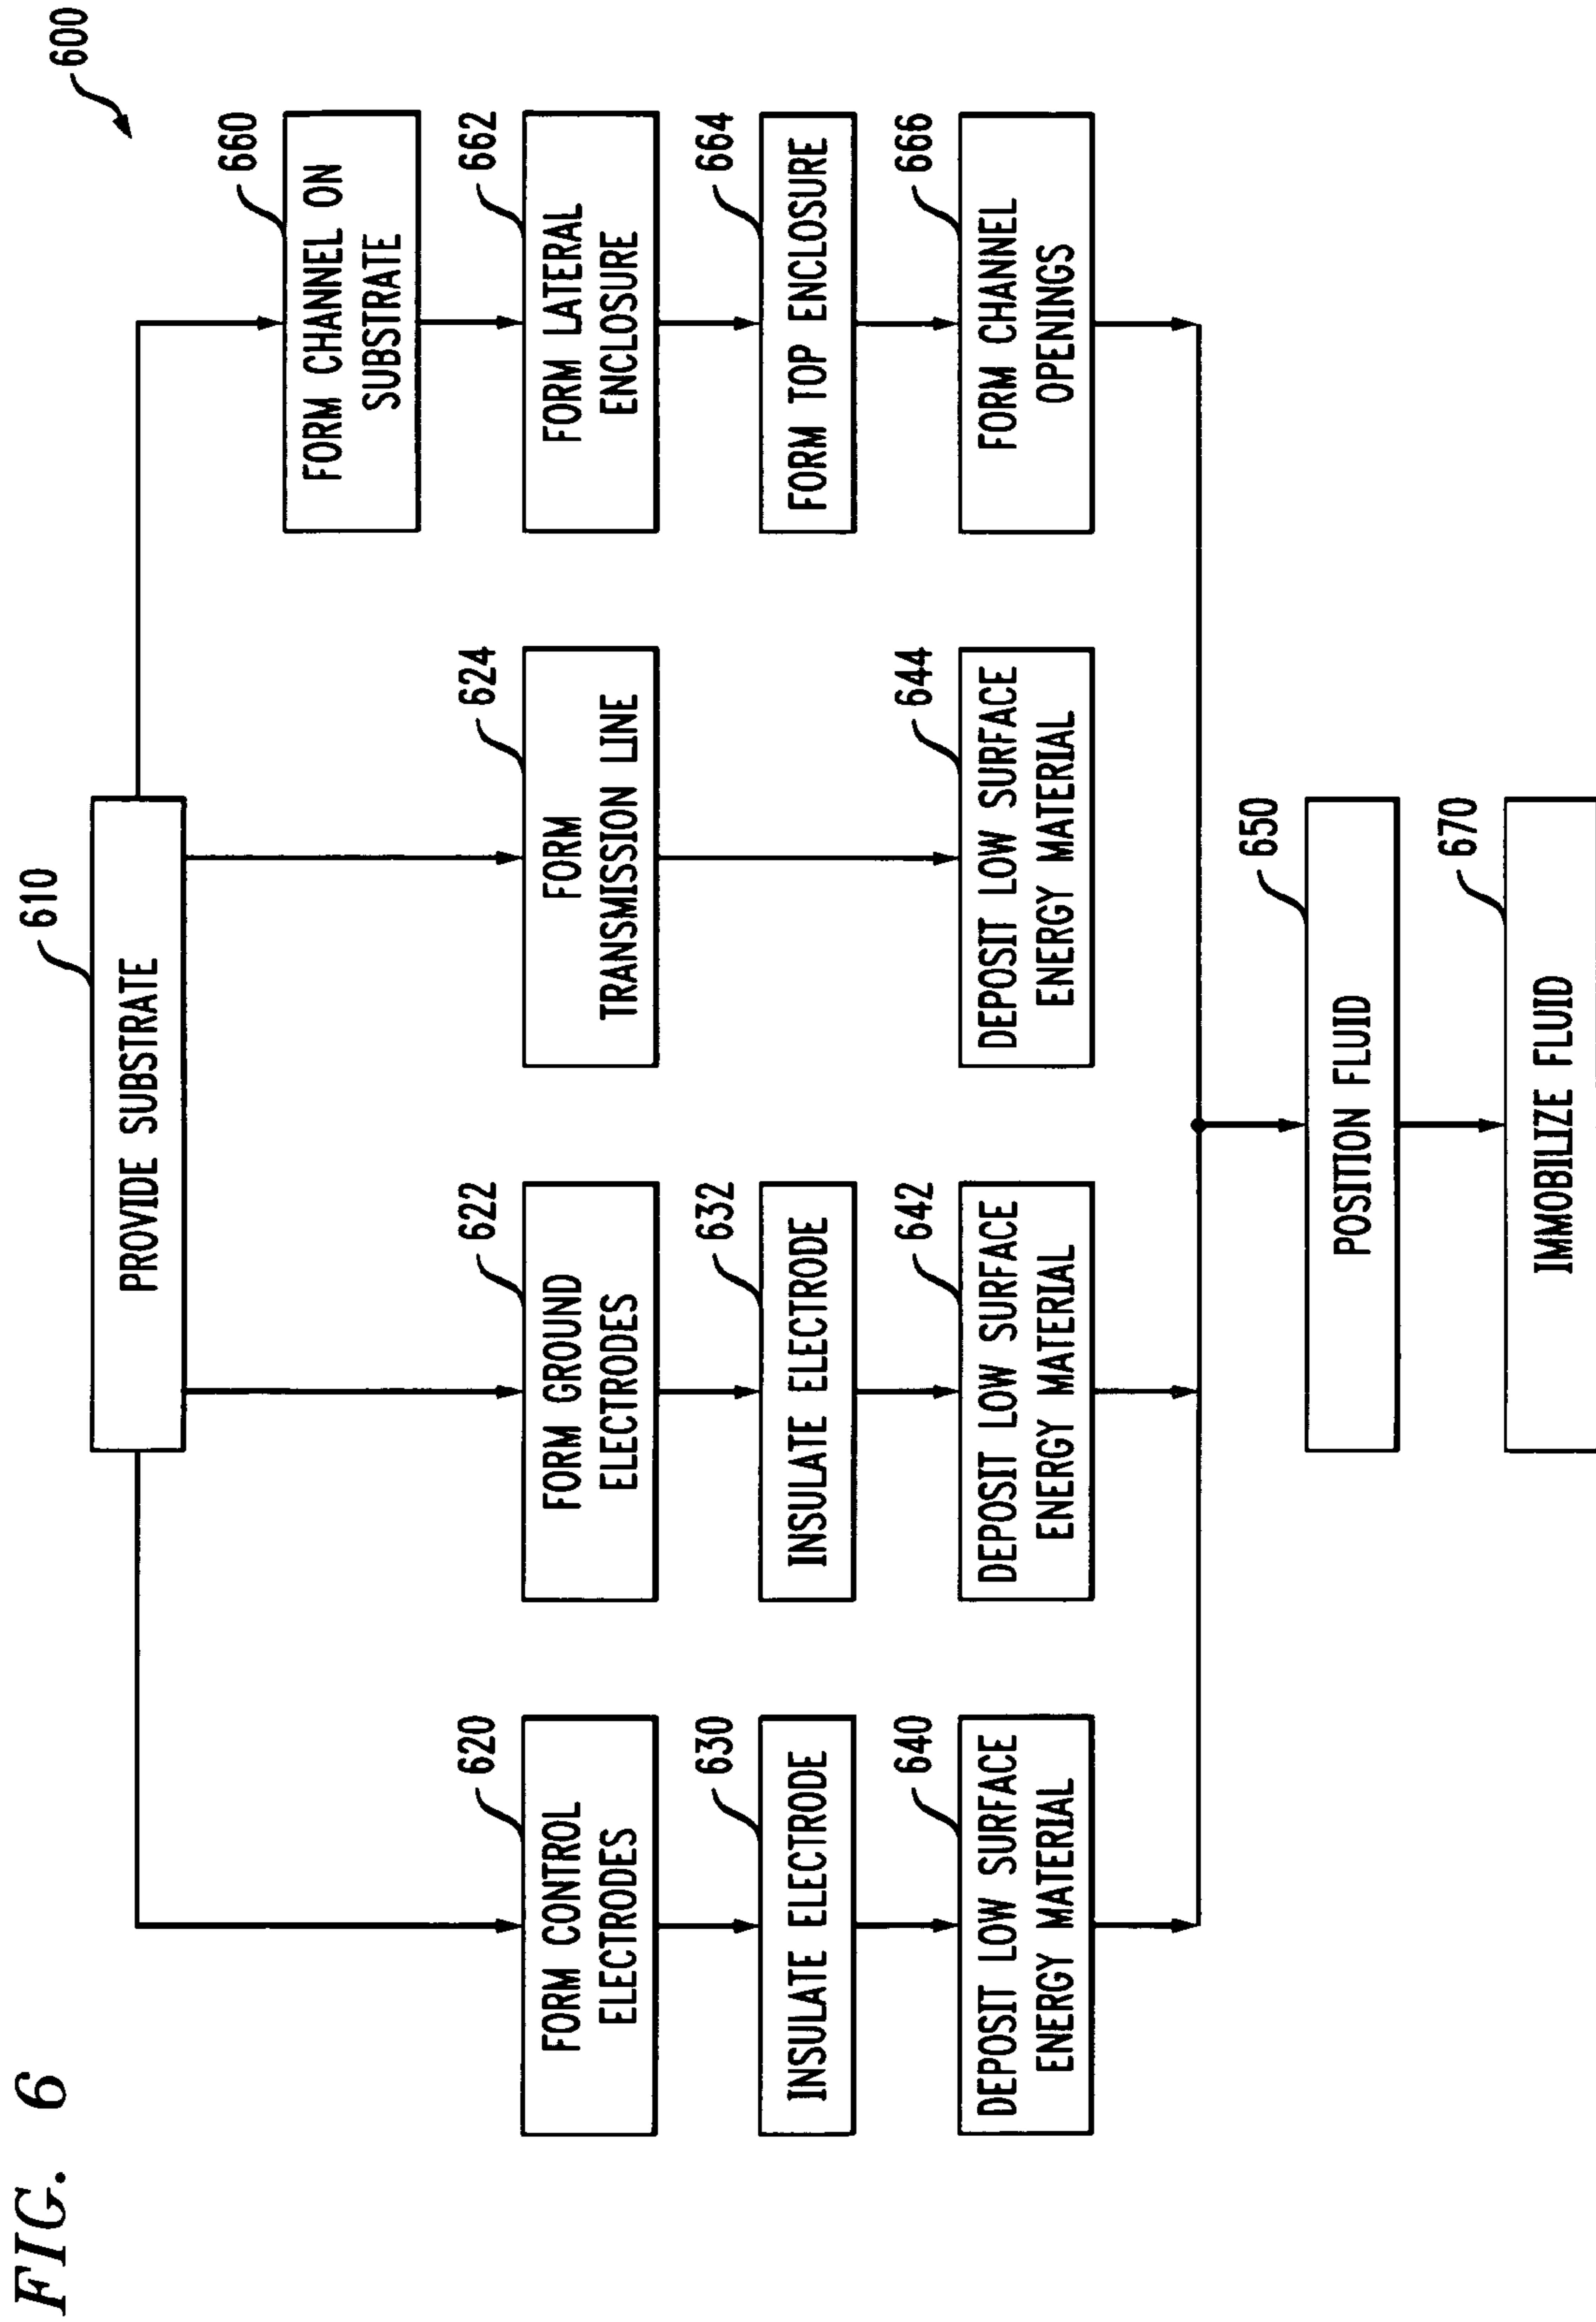 FIG. 6
600
610
PROVIDE SUBSTRATE
660
FORM CHANNEL ON
SUBSTRATE
620
FORM CONTROL
ELECTRODES
622
FORM GROUND
ELECTRODES
624
FORM
TRANSMISSION LINE
662
FORM LATERAL
ENCLOSURE
630
INSULATE ELECTRODE
632
INSULATE ELECTRODE
664
FORM TOP ENCLOSURE
640
DEPOSIT LOW SURFACE
ENERGY MATERIAL
642
DEPOSIT LOW SURFACE
ENERGY MATERIAL
644
DEPOSIT LOW SURFACE
ENERGY MATERIAL
666
FORM CHANNEL
OPENINGS
650
POSITION FLUID
670
IMMOBILIZE FLUID